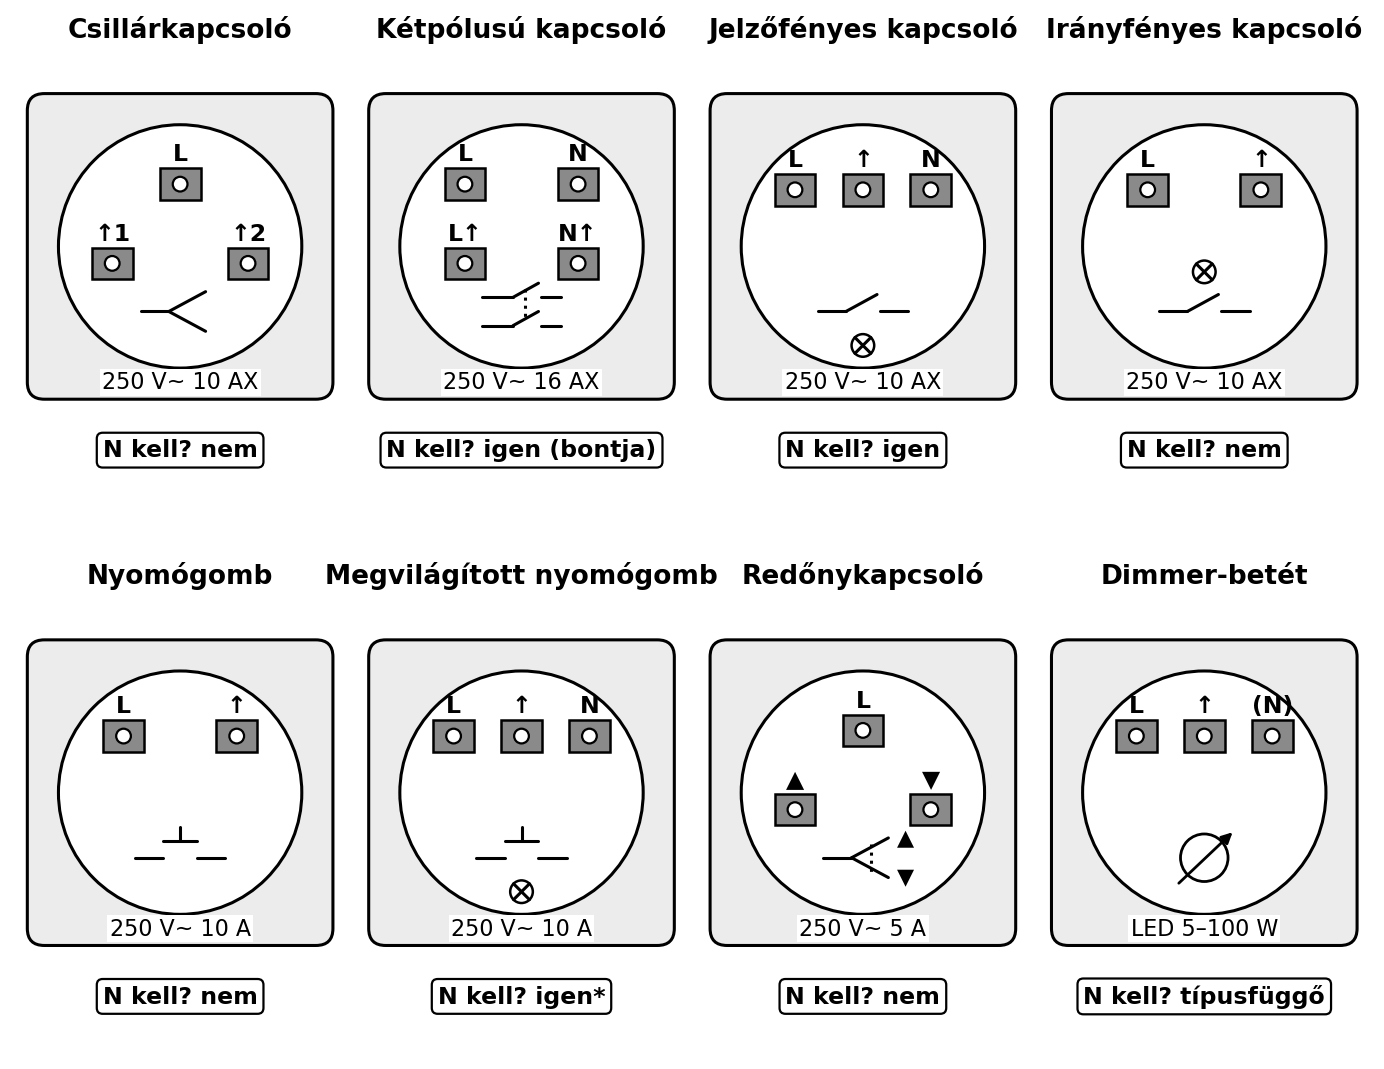 Csillárkapcsoló
Kétpólusú kapcsoló
Jelzőfényes kapcsoló
Irányfényes kapcsoló
L
↑1 ↑2
250 V~ 10 AX
L N
L↑ N↑
250 V~ 16 AX
L ↑ N
250 V~ 10 AX
L ↑
250 V~ 10 AX
N kell? nem
N kell? igen (bontja)
N kell? igen
N kell? nem
Nyomógomb
Megvilágított nyomógomb
Redőnykapcsoló
Dimmer-betét
L ↑
250 V~ 10 A
L ↑ N
250 V~ 10 A
L
▲ ▼
▲
▼
250 V~ 5 A
L ↑ (N)
LED 5–100 W
N kell? nem
N kell? igen*
N kell? nem
N kell? típusfüggő